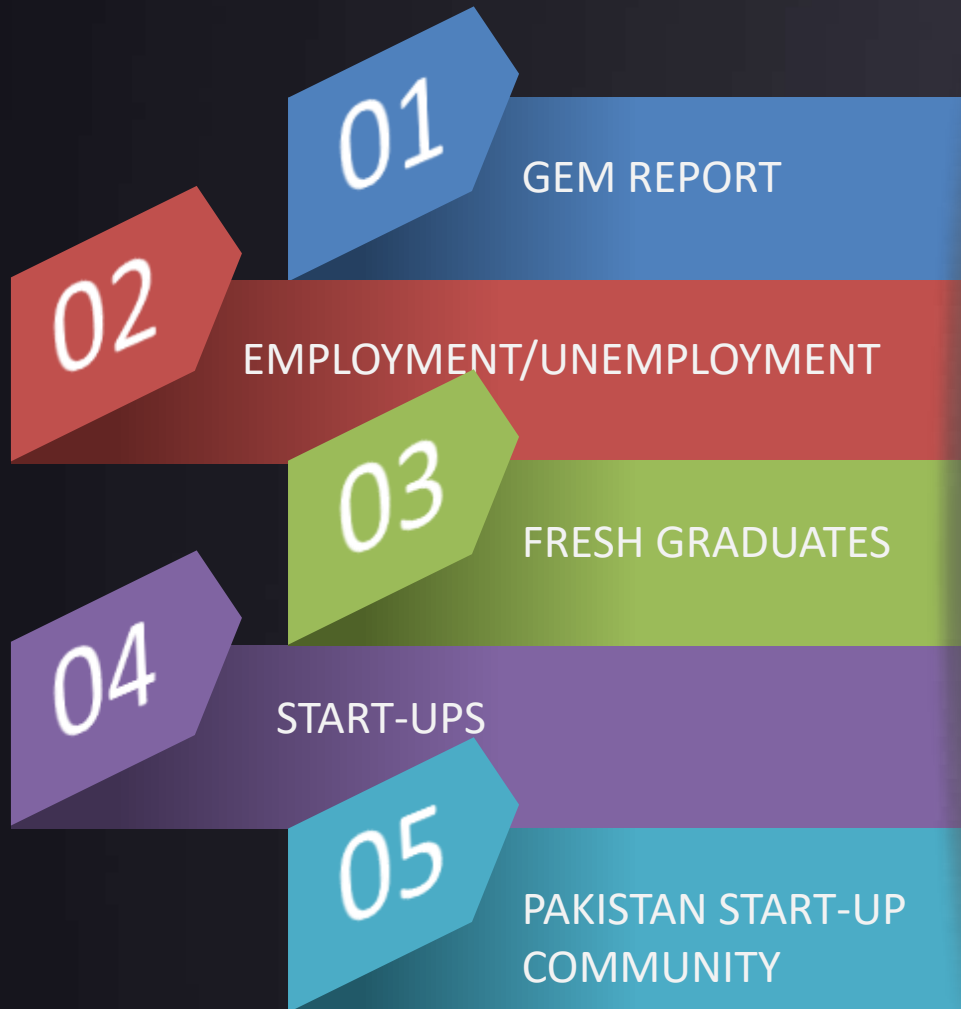 01
GEM REPORT
02
EMPLOYMENT/UNEMPLOYMENT
03
FRESH GRADUATES
04
START-UPS
05
PAKISTAN START-UP
COMMUNITY